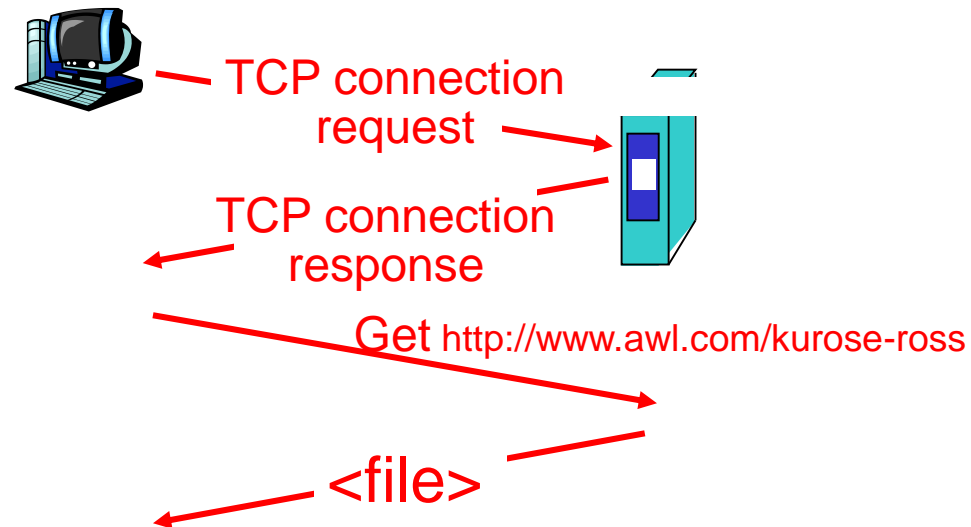 TCP connection
request
TCP connection
response
Get http://www.awl.com/kurose-ross
<file>